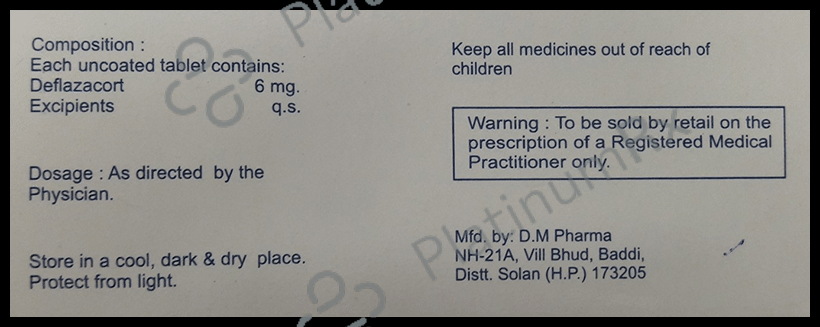 Composition :
Each uncoated tablet contains:
Deflazacort 6 mg.
Excipients q.s.
Dosage : As directed by the
Physician.
Store in a cool, dark & dry place.
Protect from light.
Keep all medicines out of reach of
children
Warning : To be sold by retail on the
prescription of a Registered Medical
Practitioner only.
Mfd. by: D.M Pharma
NH-21A, Vill Bhud, Baddi,
Distt. Solan (H.P.) 173205
PlatinumRx
Platinu